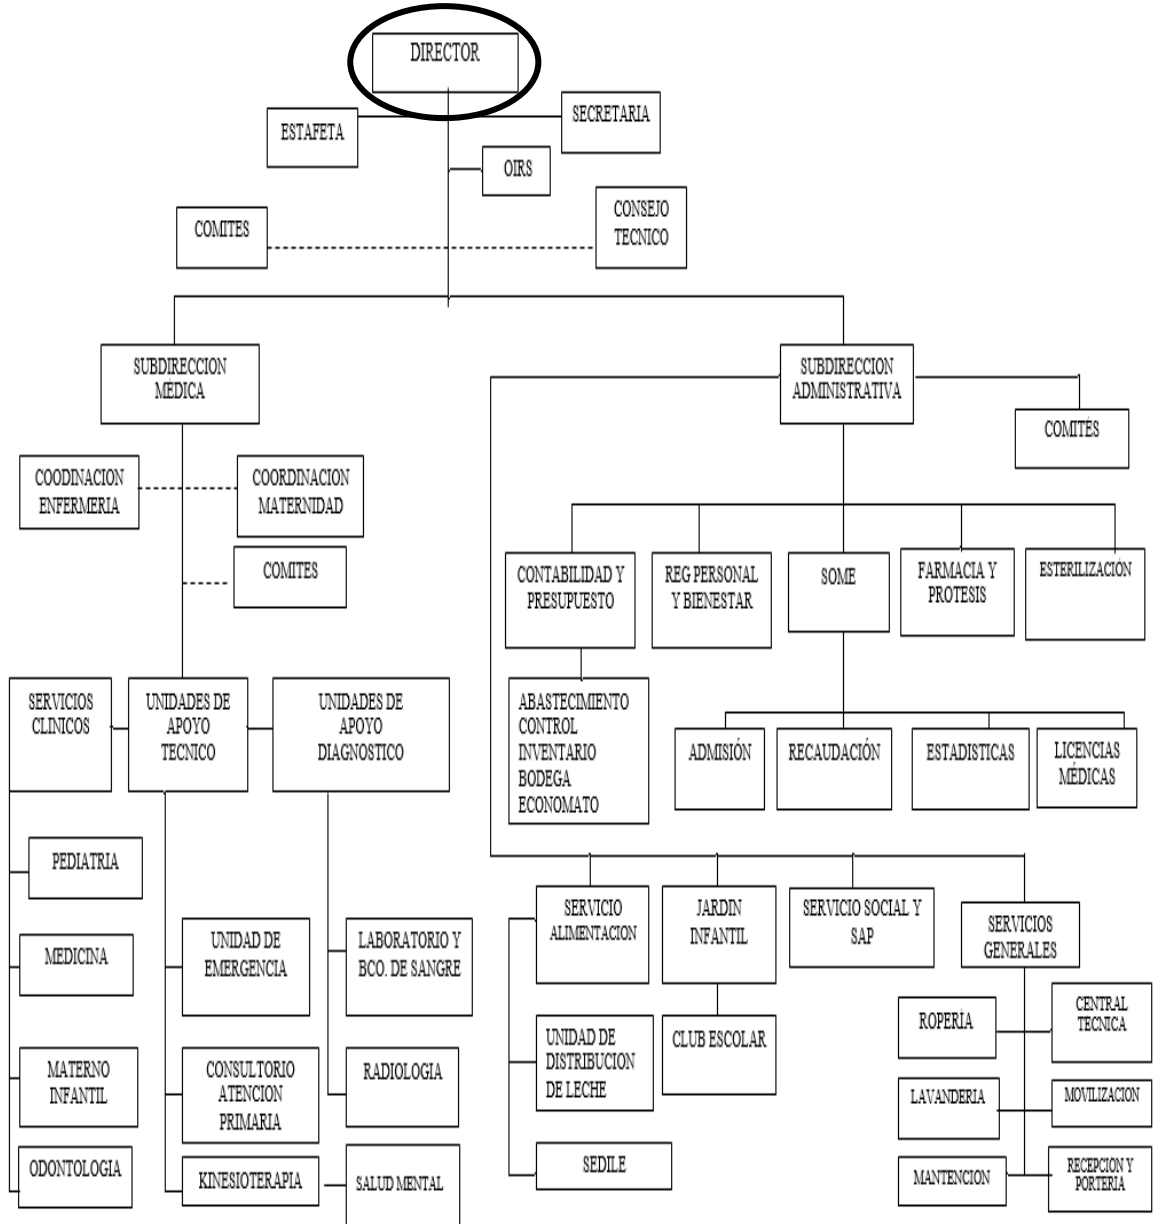 DIRECTOR
ESTAFETA
SECRETARIA
OIRS
COMITES
CONSEJO
TECNICO
SUBDIRECCION
MÉDICA
SUBDIRECCION
ADMINISTRATIVA
COMITÉS
COODINACION
ENFERMERIA
COORDINACION
MATERNIDAD
COMITES
CONTABILIDAD Y
PRESUPUESTO
REG PERSONAL
Y BIENESTAR
SOME
FARMACIA Y
PROTESIS
ESTERILIZACIÓN
SERVICIOS
CLINICOS
UNIDADES DE
APOYO
TECNICO
UNIDADES DE
APOYO
DIAGNOSTICO
ABASTECIMIENTO
CONTROL
INVENTARIO
BODEGA
ECONOMATO
ADMISIÓN
RECAUDACIÓN
ESTADISTICAS
LICENCIAS
MÉDICAS
PEDIATRIA
MEDICINA
MATERNO
INFANTIL
ODONTOLOGIA
UNIDAD DE
EMERGENCIA
CONSULTORIO
ATENCION
PRIMARIA
KINESIOTERAPIA
LABORATORIO Y
BCO. DE SANGRE
RADIOLOGIA
SALUD MENTAL
SERVICIO
ALIMENTACION
UNIDAD DE
DISTRIBUCION
DE LECHE
SEDILE
JARDIN
INFANTIL
CLUB ESCOLAR
SERVICIO SOCIAL Y
SAP
SERVICIOS
GENERALES
ROPERÍA
CENTRAL
TECNICA
LAVANDERIA
MOVILIZACION
MANTENCION
RECEPCION Y
PORTERIA